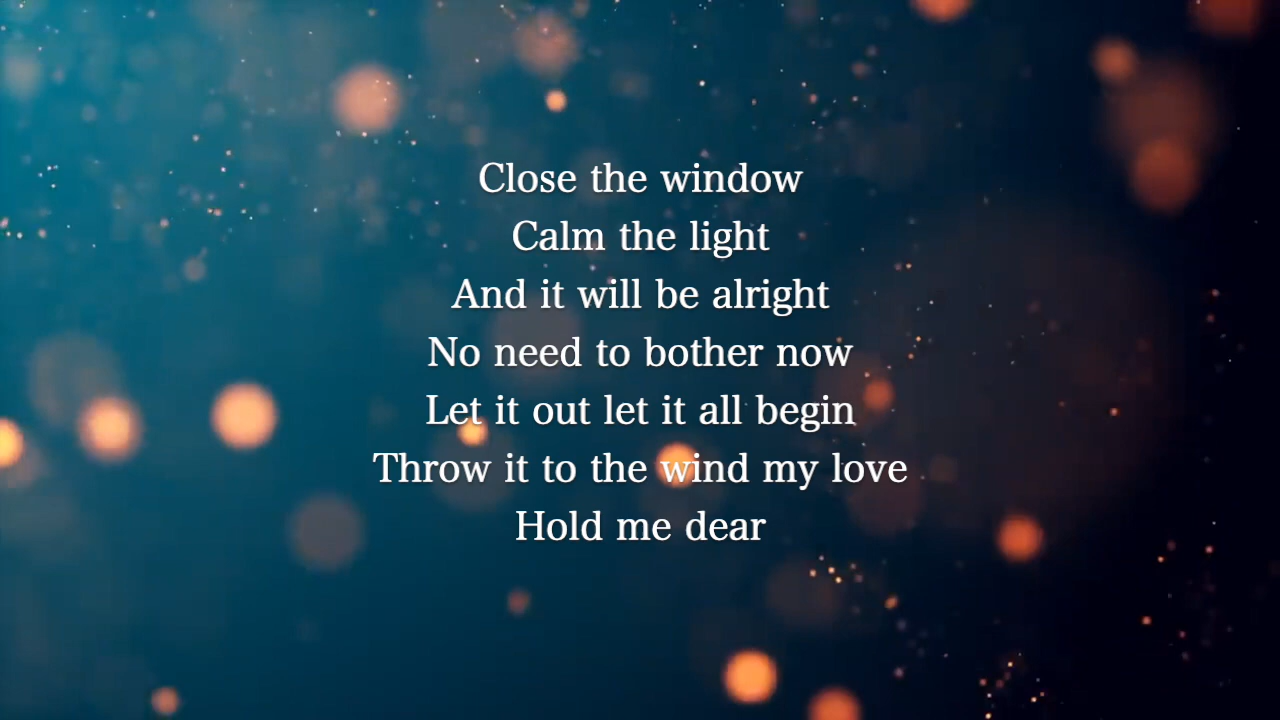 Close the window
Calm the light
And it will be alright
No need to bother now
Let it out let it all begin
Throw it to the wind my love
Hold me dear